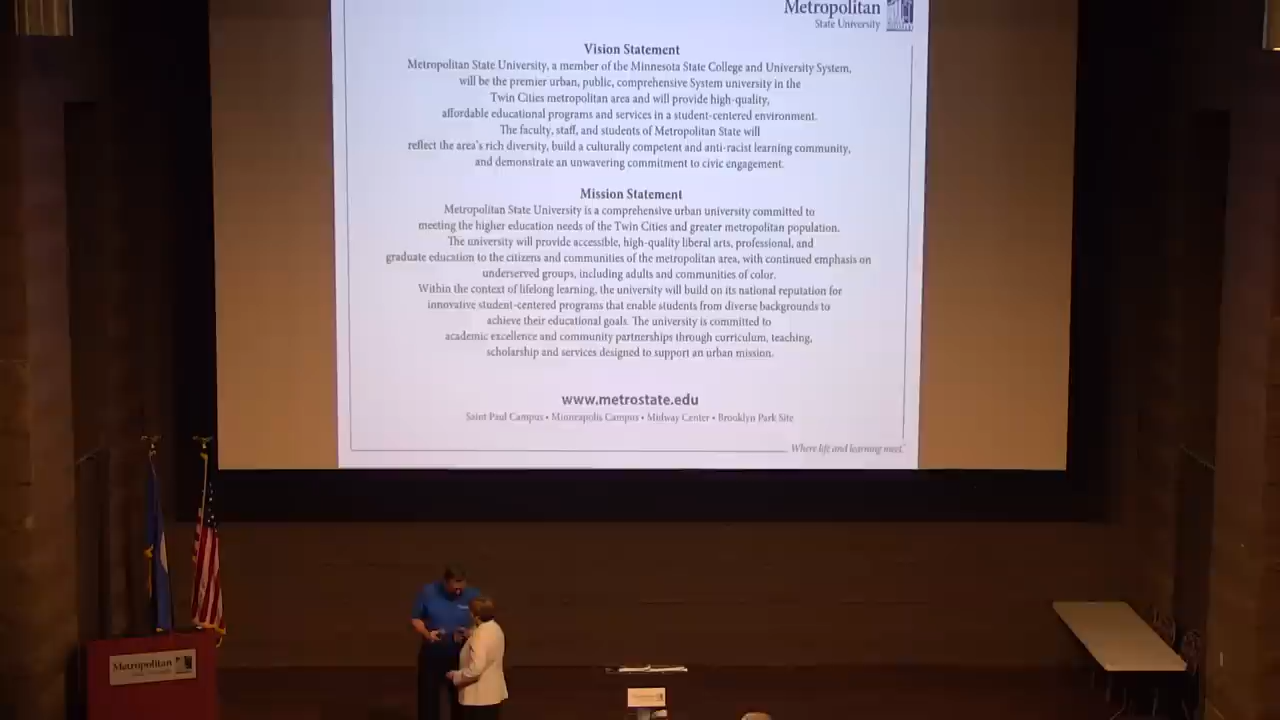 Metropolitan
State University
Vision Statement
Metropolitan State University, a member of the Minnesota State College and University System,
will be the premier urban, public, comprehensive System university in the
Twin Cities metropolitan area and will provide high-quality,
affordable educational programs and services in a student-centered environment.
The faculty, staff, and students of Metropolitan State will
reflect the area's rich diversity, build a culturally competent and anti-racist learning community,
and demonstrate an unwavering commitment to civic engagement.
Mission Statement
Metropolitan State University is a comprehensive urban university committed to
meeting the higher education needs of the Twin Cities and greater metropolitan population.
The university will provide accessible, high-quality liberal arts, professional, and
graduate education to the citizens and communities of the metropolitan area, with continued emphasis on
underserved groups, including adults and communities of color.
Within the context of lifelong learning, the university will build on its national reputation for
innovative student-centered programs that enable students from diverse backgrounds to
achieve their educational goals. The university is committed to
academic excellence and community partnerships through curriculum, teaching,
scholarship and services designed to support an urban mission.
www.metrostate.edu
Saint Paul Campus • Minneapolis Campus • Midway Center • Brooklyn Park Site
Where life and learning meet.
Metropolitan